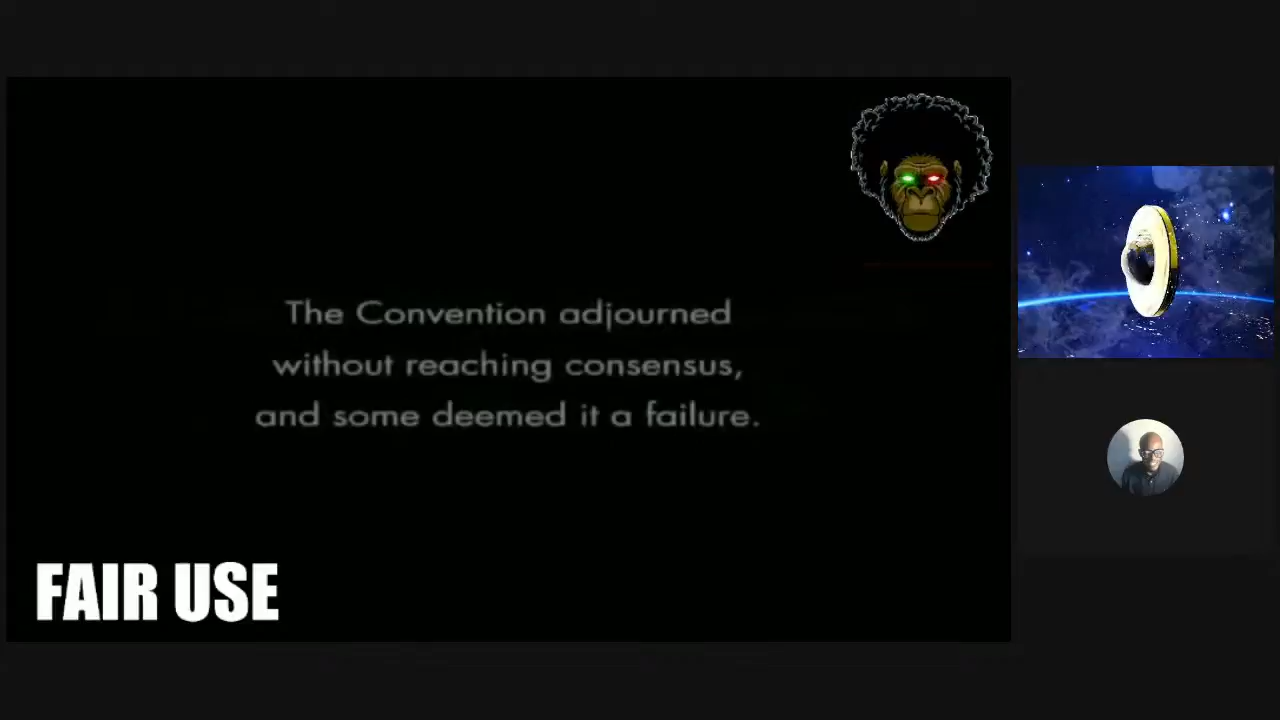 The Convention adjourned
without reaching consensus,
and some deemed it a failure.
FAIR USE